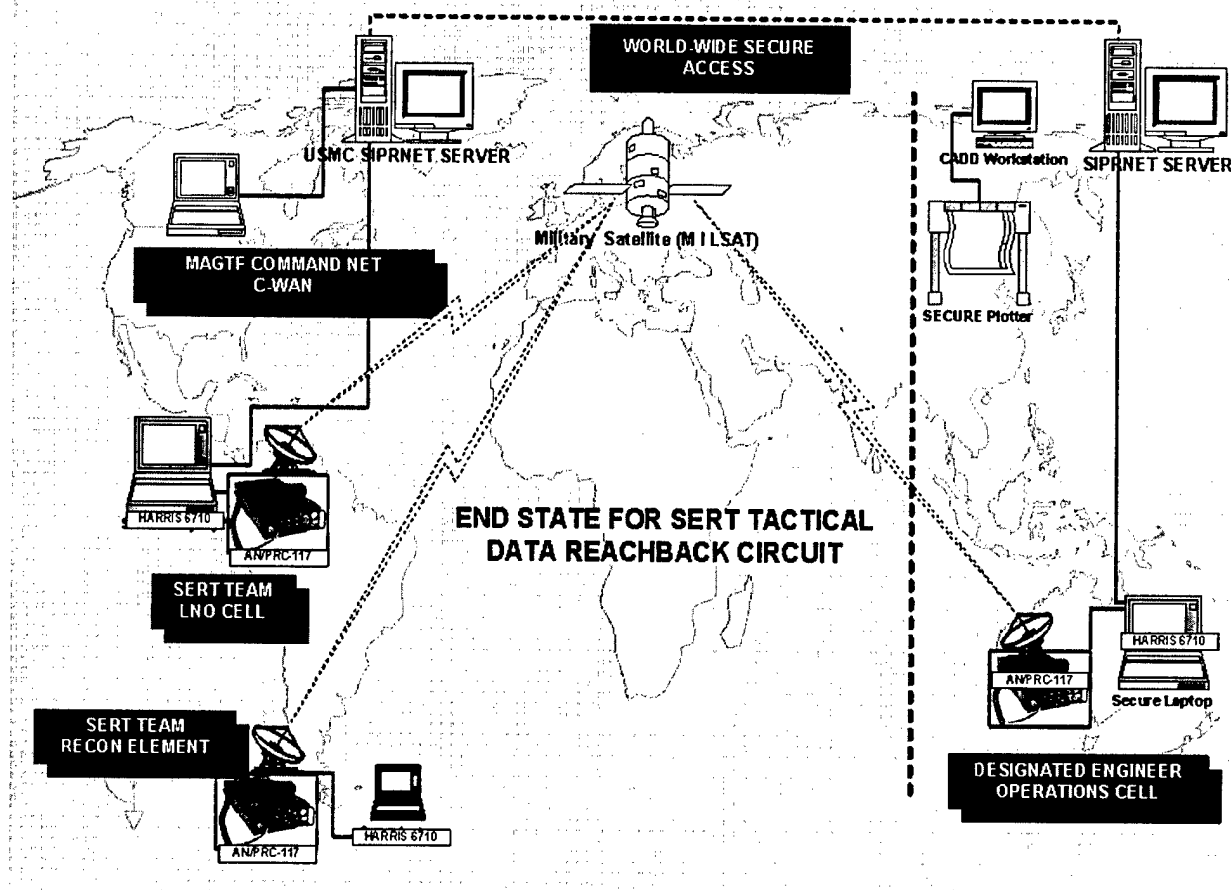 WORLD-WIDE SECURE
ACCESS
USMC SIPRNET SERVER
CADD Workstation
SIPRNET SERVER
Military Satellite (MILSAT)
MAGTF COMMAND NET
C-WAN
SECURE Plotter
HARRIS 6710
AN/PRC-117
END STATE FOR SERT TACTICAL
DATA REACHBACK CIRCUIT
SERT TEAM
LNO CELL
HARRIS 6710
AN/PRC-117
Secure Laptop
SERT TEAM
RECON ELEMENT
DESIGNATED ENGINEER
OPERATIONS CELL
HARRIS 6710
AN/PRC-117